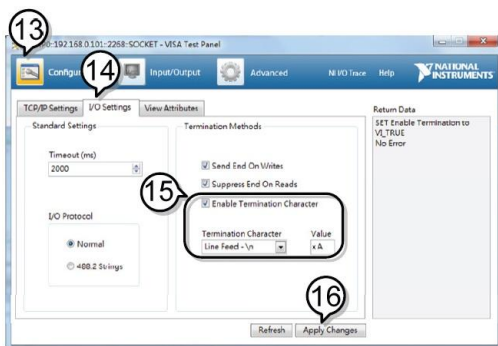 13
0::192.168.0.101::2268::SOCKET - VISA Test Panel
14
Input/Output
Advanced
NI I/O Trace
Help
NATIONAL INSTRUMENTS
TCP/IP Settings
I/O Settings
View Attributes
Return Data
Standard Settings
Termination Methods
SET Enable Termination to
VI_TRUE
No Error
Timeout (ms)
2000
Send End On Writes
Suppress End On Reads
15
Enable Termination Character
I/O Protocol
Termination Character
Value
Line Feed - \n
xA
Normal
488.2 Strings
16
Refresh
Apply Changes